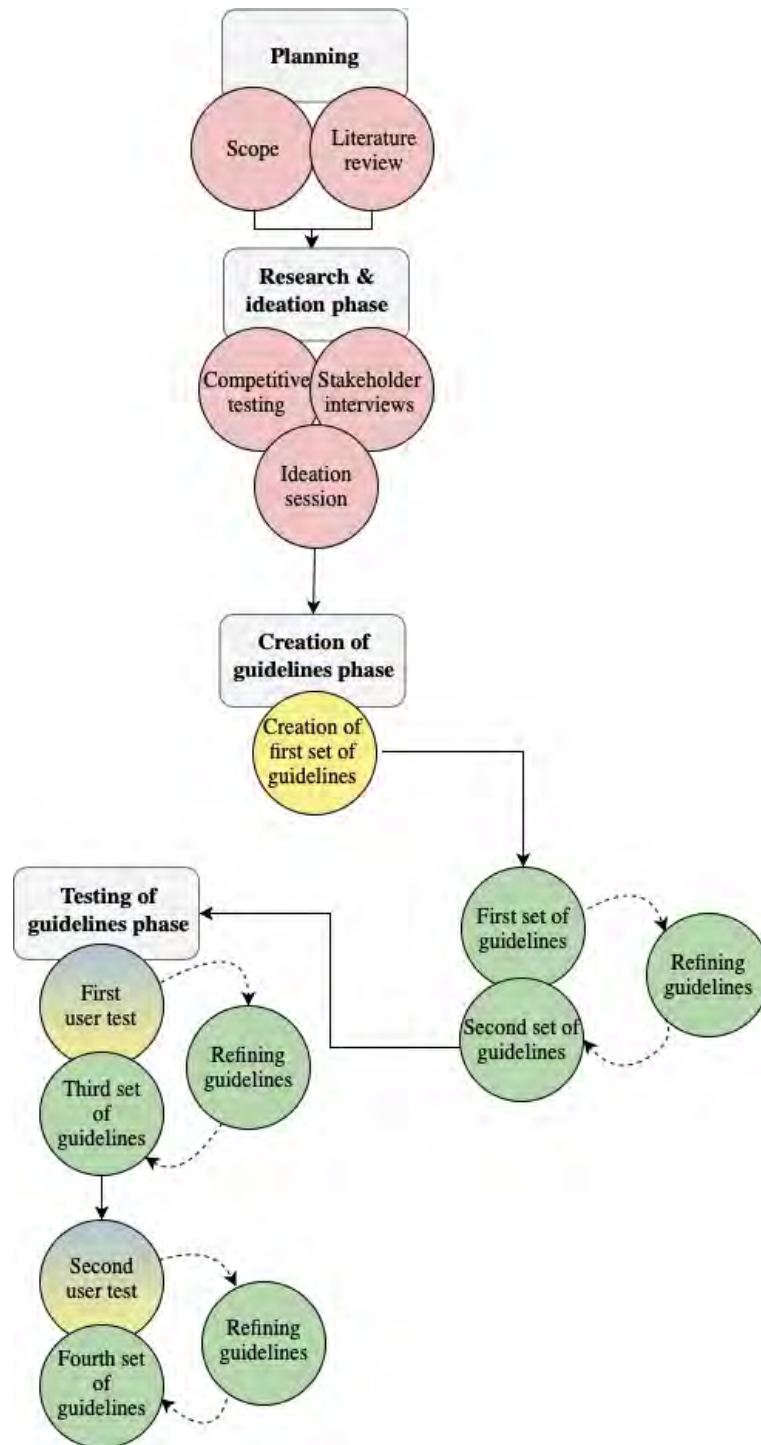 Planning
Scope
Literature
review
Research &
ideation phase
Competitive
testing
Stakeholder
interviews
Ideation
session
Creation of
guidelines phase
Creation of
first set of
guidelines
First set of
guidelines
Refining
guidelines
Second set of
guidelines
Testing of
guidelines phase
First
user test
Refining
guidelines
Third set
of
guidelines
Second
user test
Refining
guidelines
Fourth set
of
guidelines